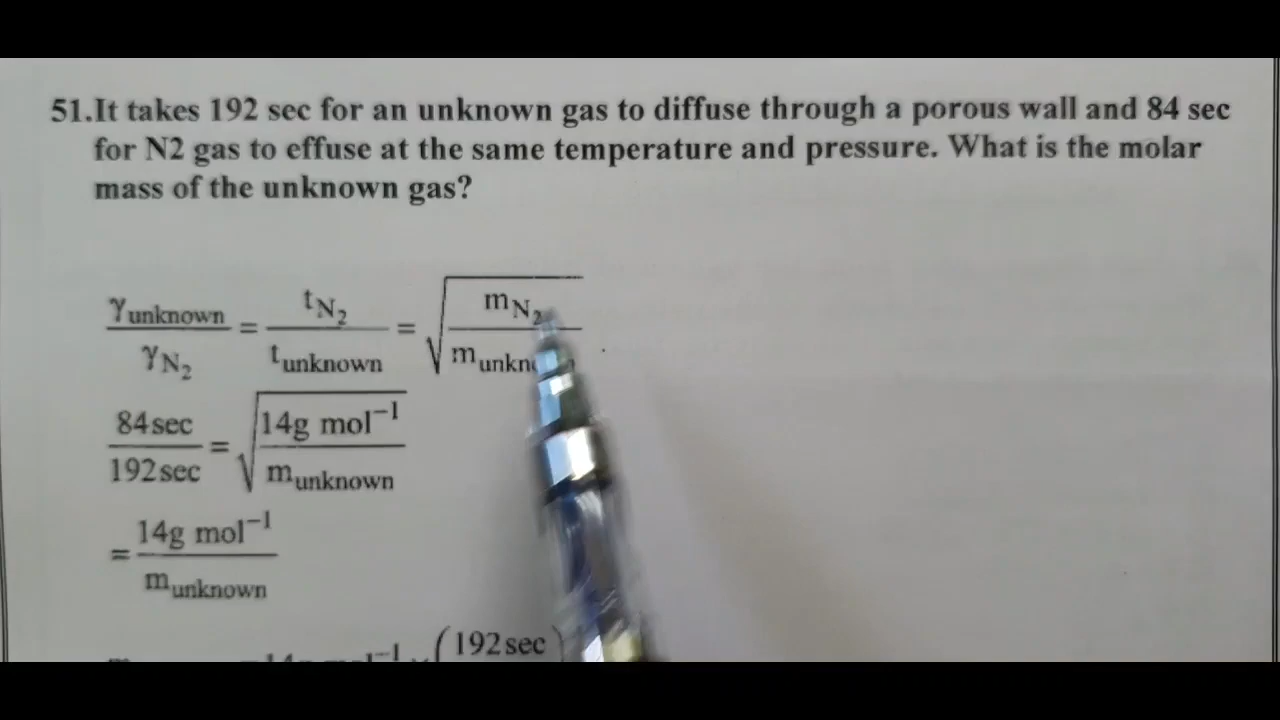 51.It takes 192 sec for an unknown gas to diffuse through a porous wall and 84 sec
for N2 gas to effuse at the same temperature and pressure. What is the molar
mass of the unknown gas?
γunknown / γN₂ = tN₂ / tunknown = √(mN₂ / m
84sec / 192sec = √(14g mol⁻¹ / munknown)
= 14g mol⁻¹ / munknown
(192sec